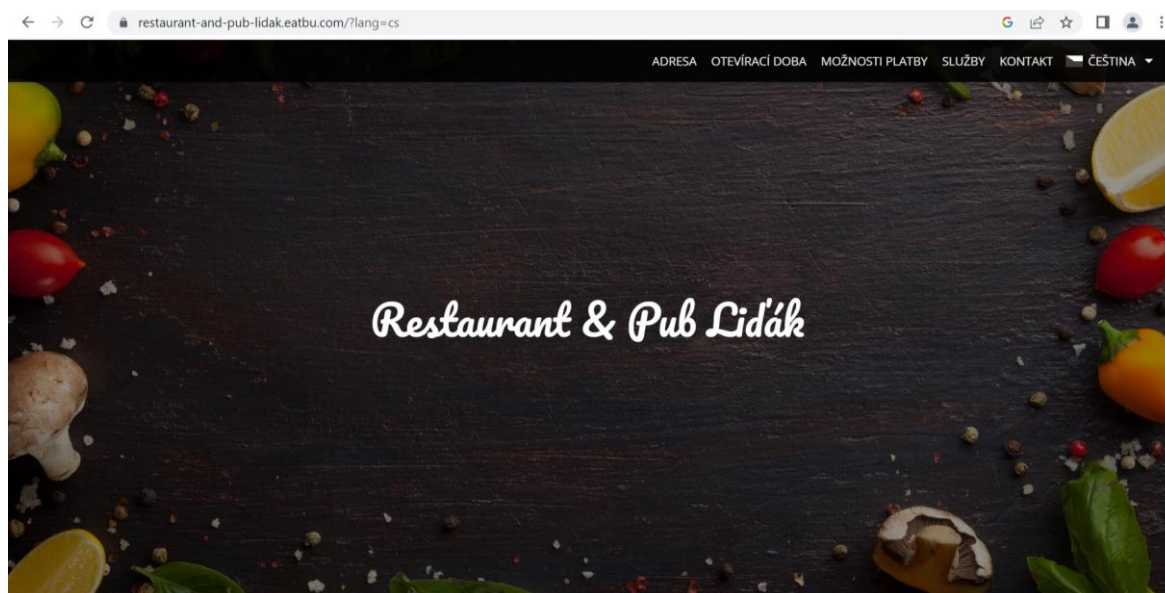 restaurant-and-pub-lidak.eatbu.com/?lang=cs
ADRESA OTEVÍRACÍ DOBA MOŽNOSTI PLATBY SLUŽBY KONTAKT ČEŠTINA
Restaurant & Pub Liďák